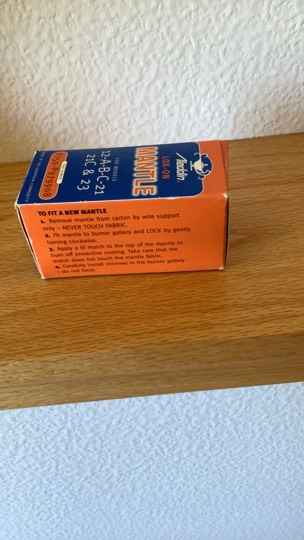 Aladdin
LOX-ON
MANTLE
FOR MODELS
12-A-B-C-21
21C & 23
TO FIT A NEW MANTLE
1. Remove mantle from carton by wire support
only – NEVER TOUCH FABRIC.
2. Fit mantle to burner gallery and LOCK by gently
turning clockwise.
3. Apply a lit match to the top of the mantle to
burn off protective coating. Take care that the
match does not touch the mantle fabric.
4. Carefully install chimney in the burner gallery
– do not force.